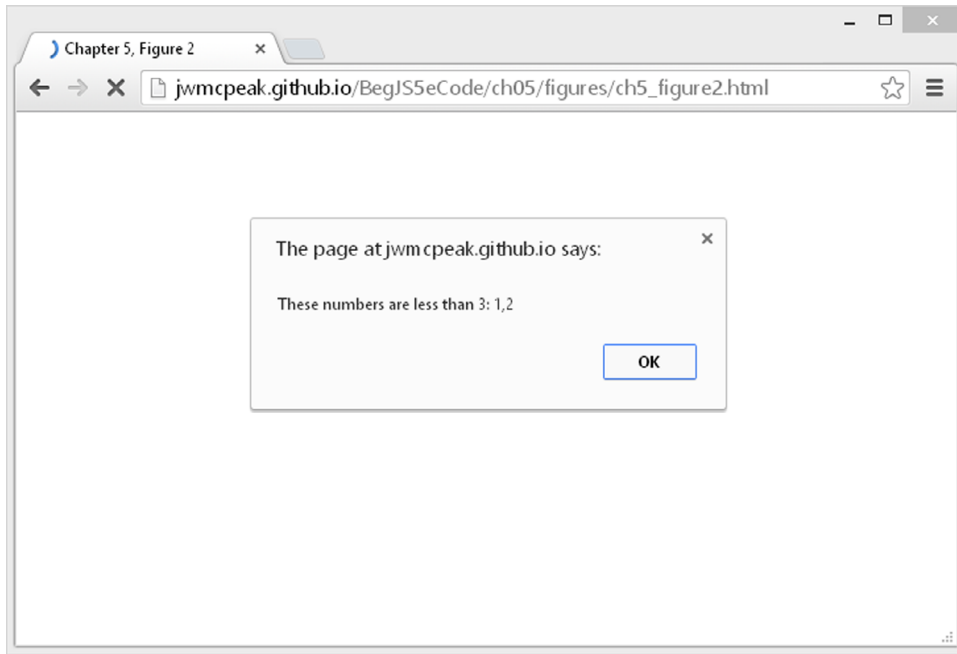 Chapter 5, Figure 2
jwmcpeak.github.io/BegJS5eCode/ch05/figures/ch5_figure2.html
The page at jwmcpeak.github.io says:
These numbers are less than 3: 1,2
OK